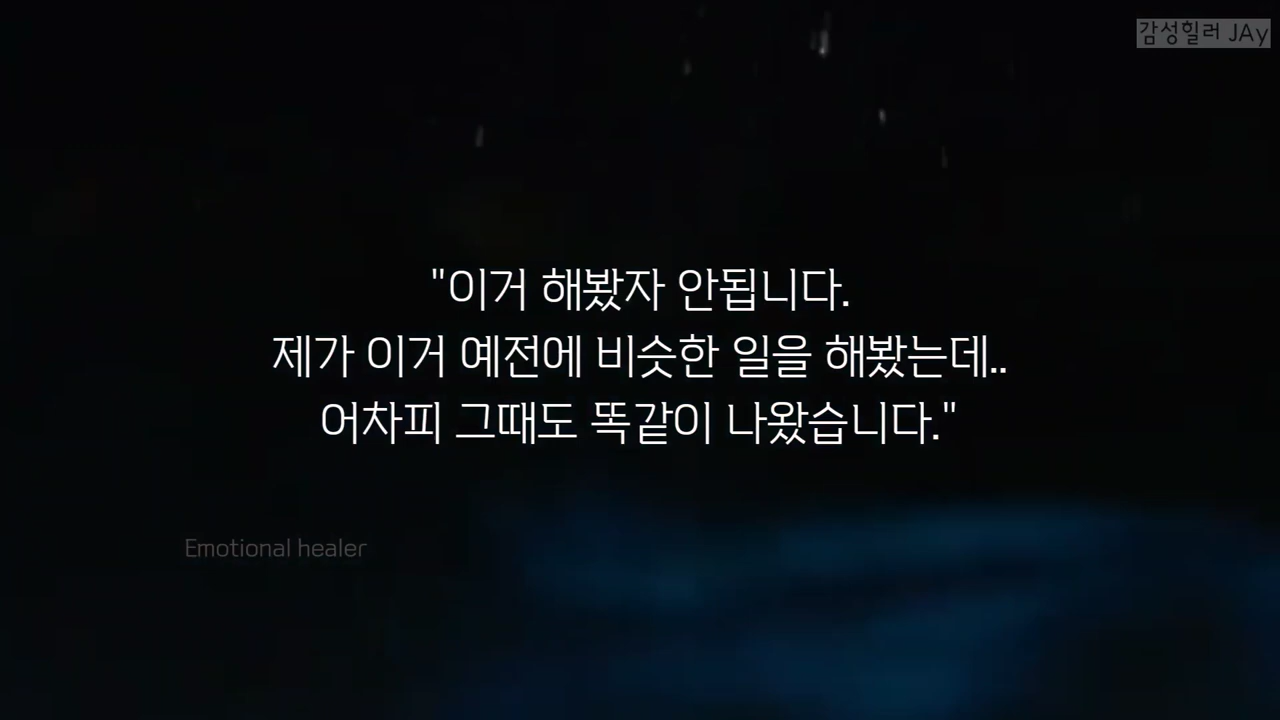 감성힐러 JAy
"이거 해봤자 안됩니다.
제가 이거 예전에 비슷한 일을 해봤는데..
어차피 그때도 똑같이 나왔습니다."
Emotional healer